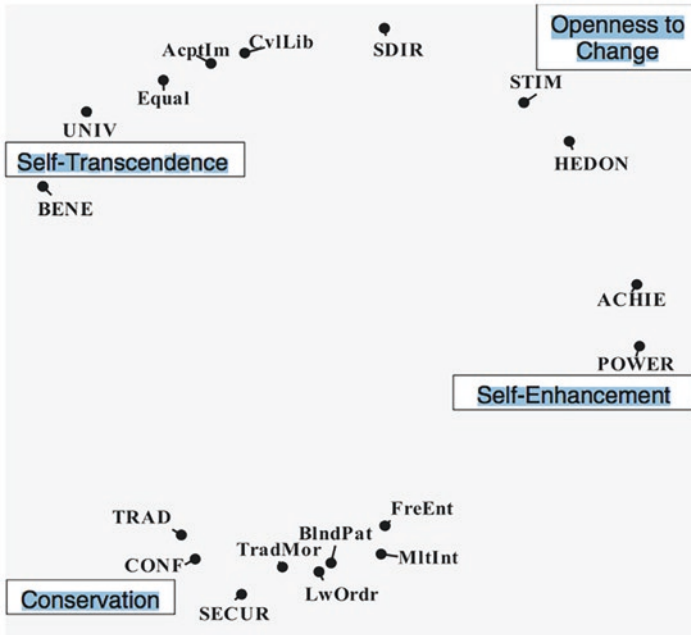 Openness to
Change
CvlLib
AcptIm
SDIR
STIM
Equal
UNIV
Self-Transcendence
HEDON
BENE
ACHIE
POWER
Self-Enhancement
FreEnt
TRAD
BlndPat
TradMor
MltInt
CONF
LwOrdr
Conservation
SECUR